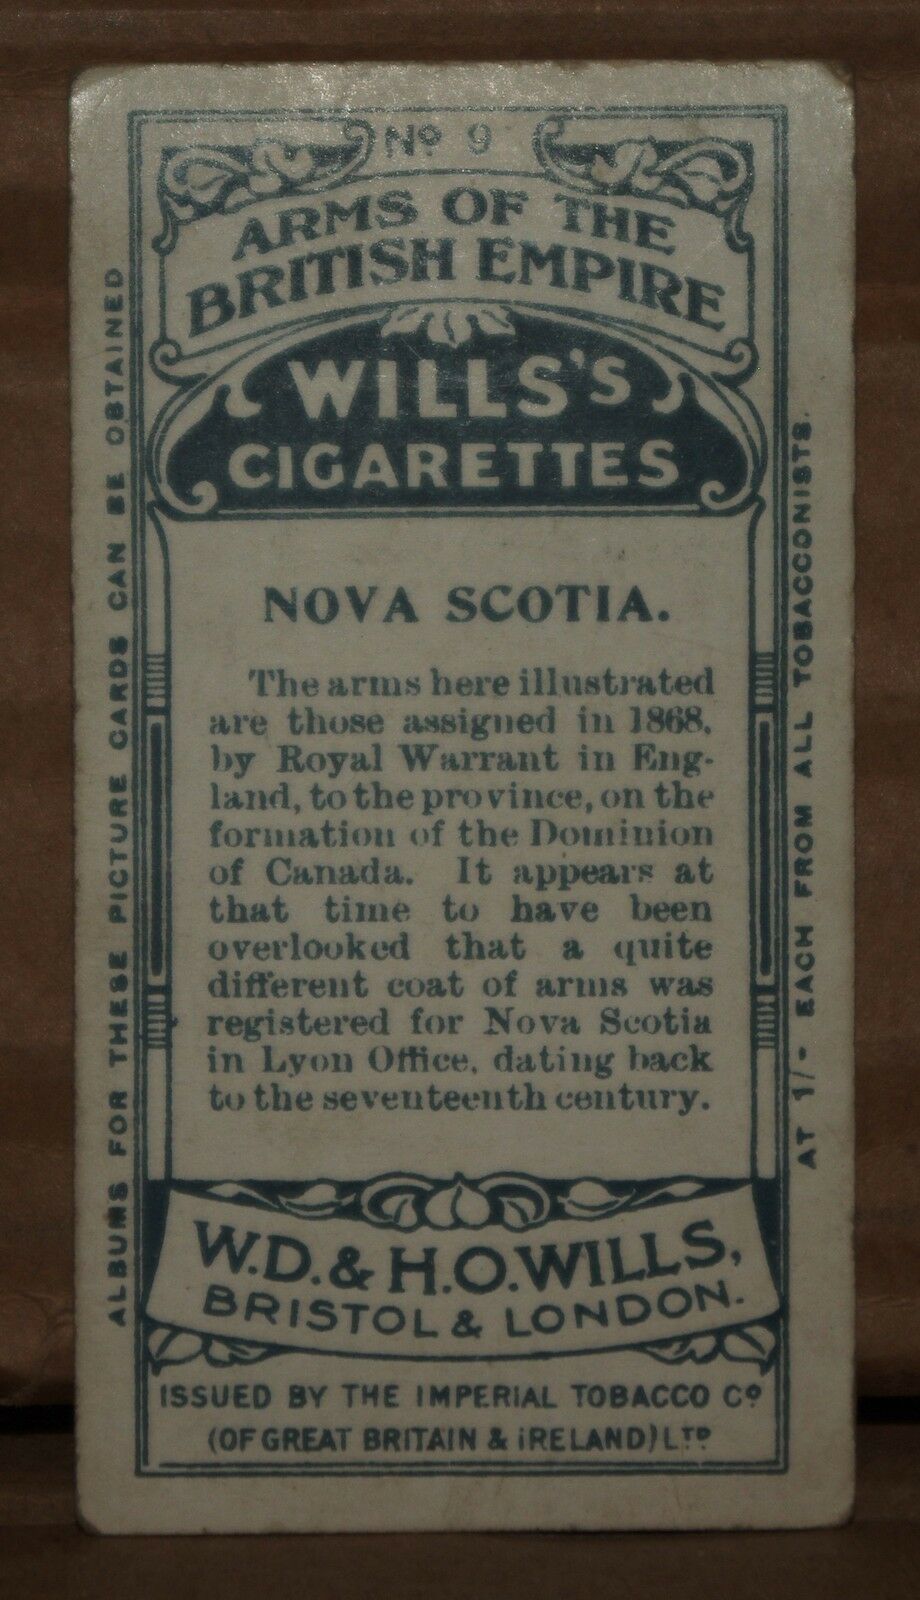 No 9
ARMS OF THE
BRITISH EMPIRE
WILLS'S
CIGARETTES
NOVA SCOTIA.
The arms here illustrated
are those assigned in 1868,
by Royal Warrant in Eng-
land, to the province, on the
formation of the Dominion
of Canada. It appears at
that time to have been
overlooked that a quite
different coat of arms was
registered for Nova Scotia
in Lyon Office, dating back
to the seventeenth century.
W.D. & H.O. WILLS,
BRISTOL & LONDON.
ISSUED BY THE IMPERIAL TOBACCO Co
(OF GREAT BRITAIN & IRELAND) LTD
ALBUMS FOR THESE PICTURE CARDS CAN BE OBTAINED
AT 1/- EACH FROM ALL TOBACCONISTS.